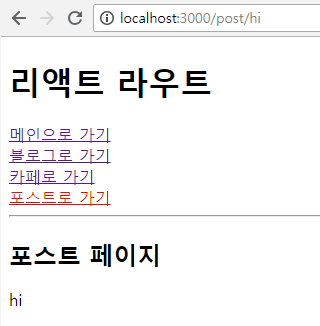 localhost:3000/post/hi
리액트 라우트
메인으로 가기
블로그로 가기
카페로 가기
포스트로 가기
포스트 페이지
hi